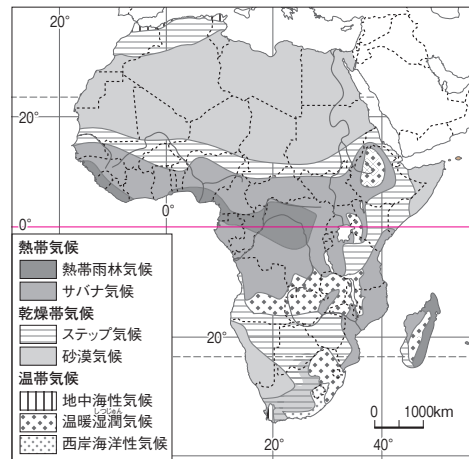 20°
20°
20°
0°
0°
熱帯気候
熱帯雨林気候
サバナ気候
乾燥帯気候
ステップ気候
砂漠気候
温帯気候
地中海性気候
しつじゅん
温暖湿潤気候
西岸海洋性気候
20°
0 1000km
20° 40°